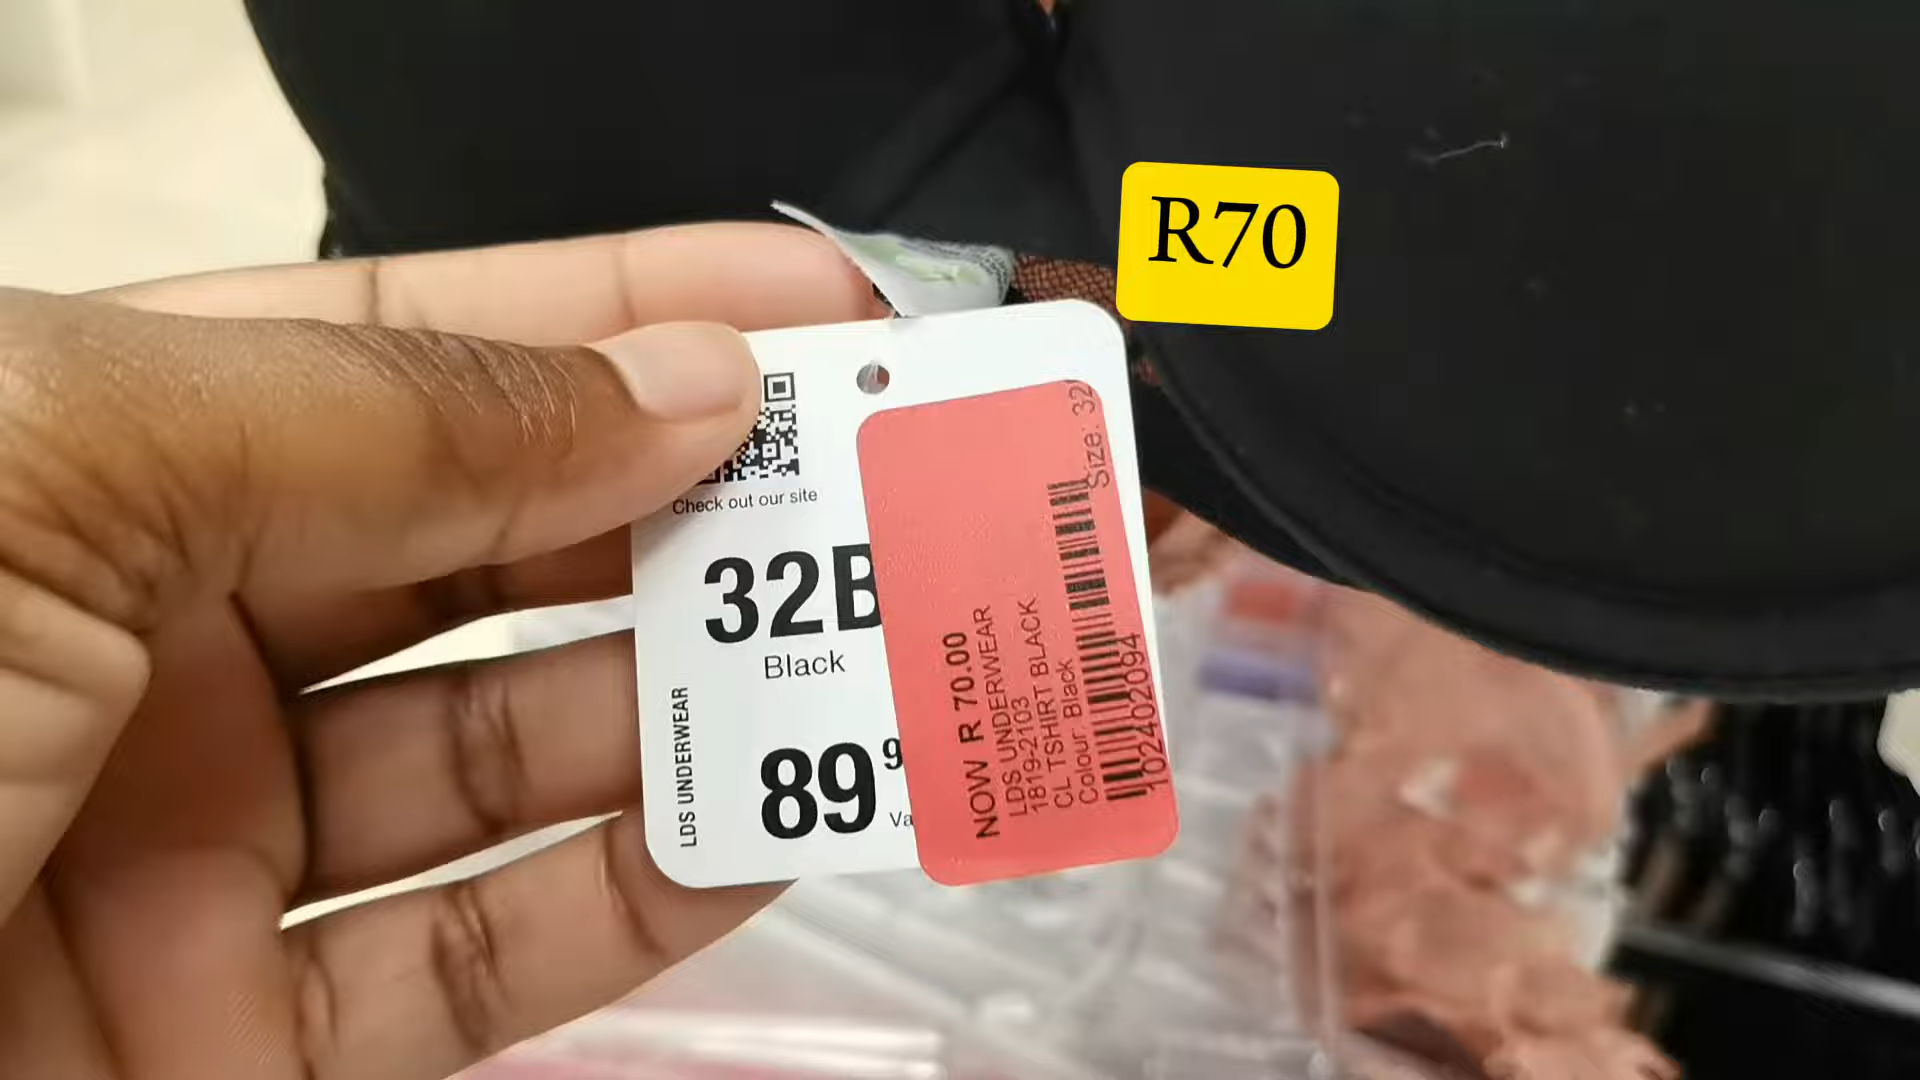 R70
Check out our site
32B
Black
LDS UNDERWEAR
89 9
NOW R 70.00
LDS UNDERWEAR
1819-2103
CL TSHIRT BLACK
Colour: Black
Size: 32
102402094